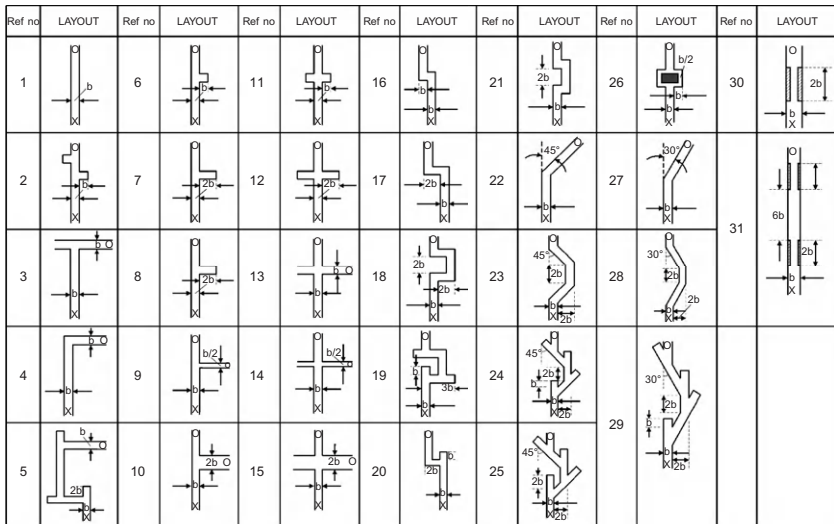 Ref no LAYOUT Ref no LAYOUT Ref no LAYOUT Ref no LAYOUT Ref no LAYOUT Ref no LAYOUT Ref no LAYOUT
1 O b X 6 O b X 11 O b X 16 O b b X 21 O 2b b X 26 O b/2 b X 30 O 2b b X
2 O b X 7 O 2b X 12 O 2b X 17 O 2b b X 22 O 45° b X 27 O 30° b X 31 O 6b 2b b X
3 b O b X 8 O 2b X 13 O b O b X 18 O 2b 2b b X 23 O 45° 2b b 2b X 28 O 30° 2b 2b b X
4 b O b X 9 O b/2 O b X 14 O b/2 O b X 19 O b 3b b X 24 O 45° 2b b b 2b X 29 O 30° 2b b b 2b X
5 b O 2b b X 10 O 2b O b X 15 O 2b O b X 20 O b 2b b X 25 O 45° 2b b 2b X